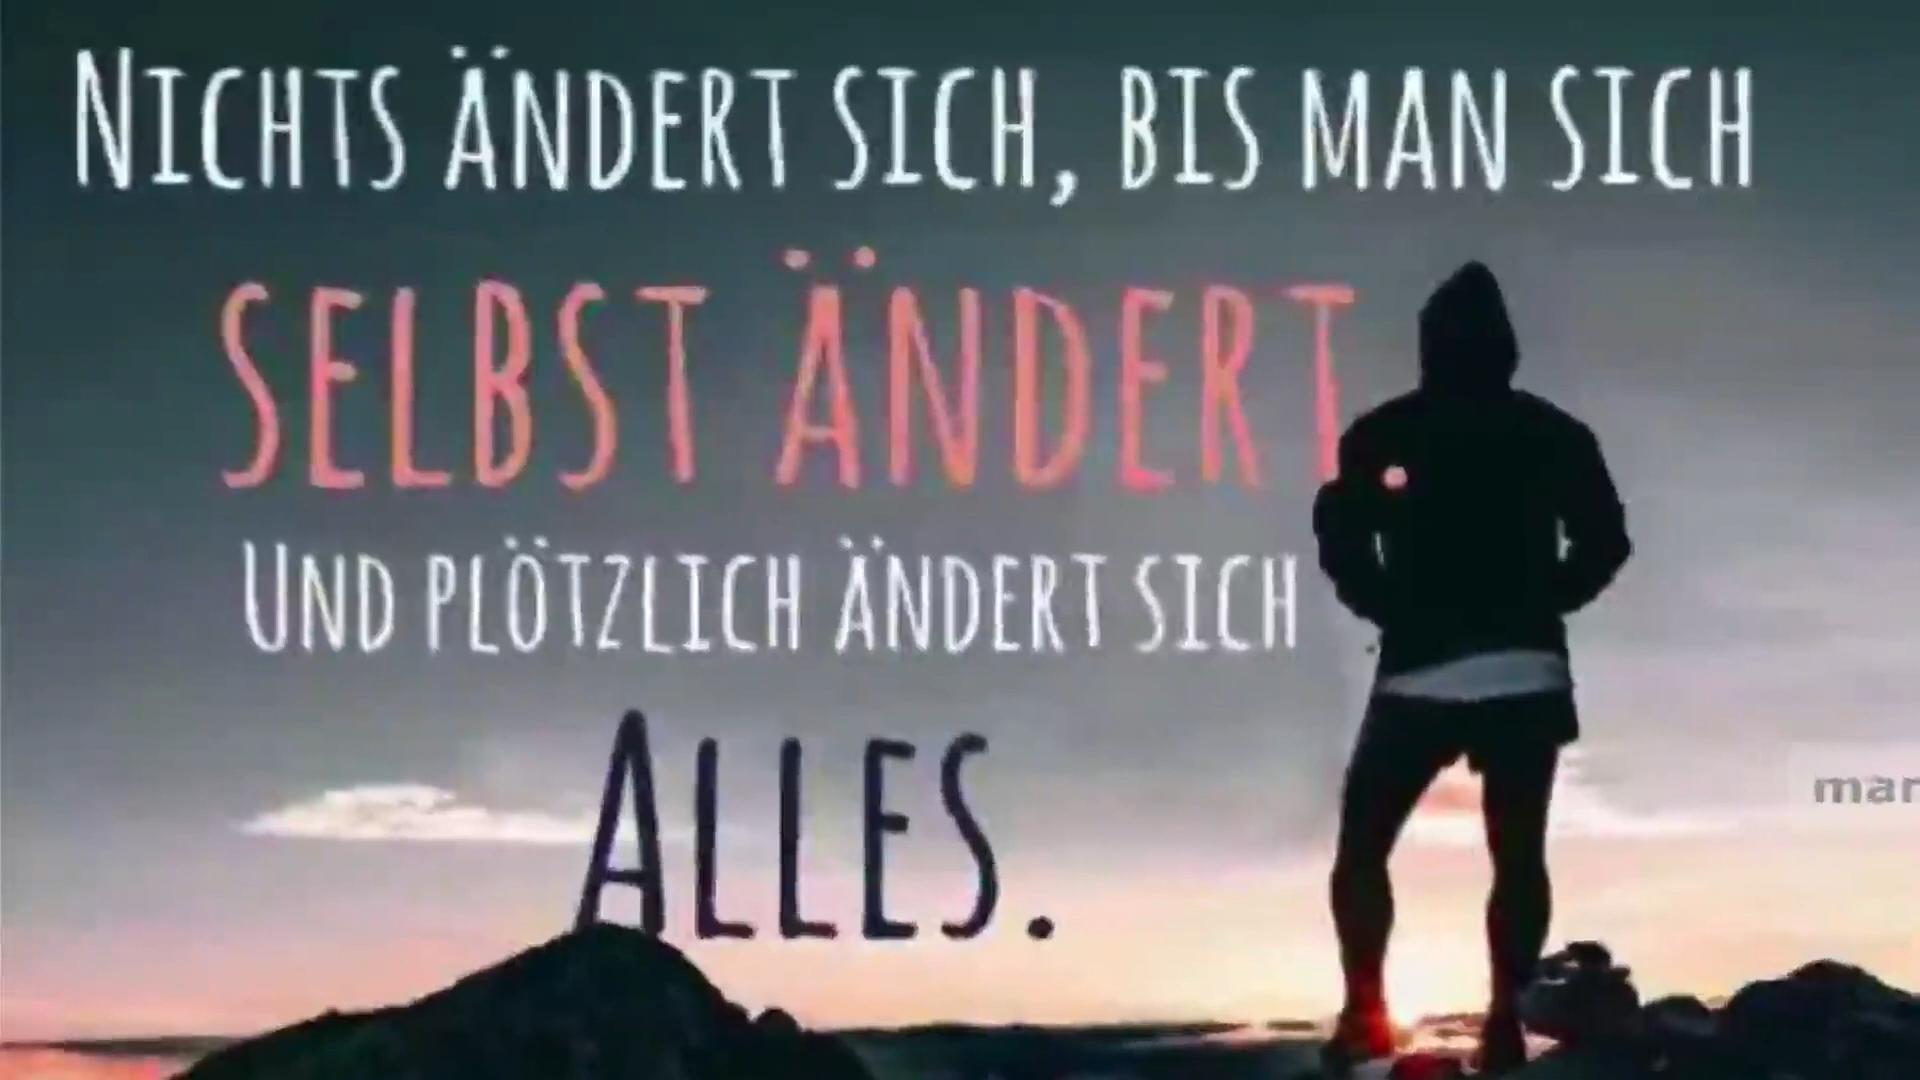 Nichts ändert sich, bis man sich
selbst ändert.
Und plötzlich ändert sich
Alles.